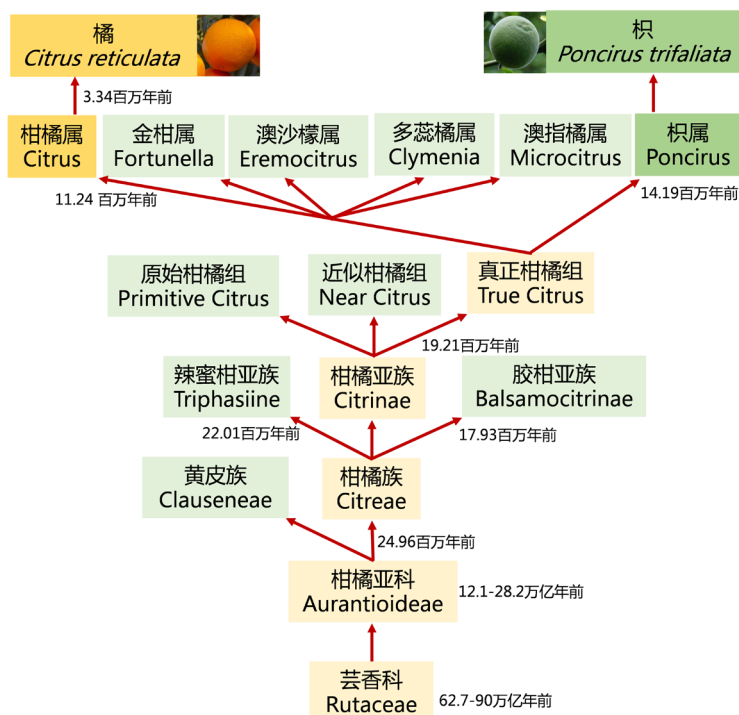 橘
Citrus reticulata
枳
Poncirus trifaliata
3.34百万年前
柑橘属
Citrus
金柑属
Fortunella
澳沙檬属
Eremocitrus
多蕊橘属
Clymenia
澳指橘属
Microcitrus
枳属
Poncirus
11.24 百万年前
14.19百万年前
原始柑橘组
Primitive Citrus
近似柑橘组
Near Citrus
真正柑橘组
True Citrus
19.21百万年前
辣蜜柑亚族
Triphasiine
柑橘亚族
Citrinae
胶柑亚族
Balsamocitrinae
22.01百万年前
17.93百万年前
黄皮族
Clauseneae
柑橘族
Citreae
24.96百万年前
柑橘亚科
Aurantioideae
12.1-28.2万亿年前
芸香科
Rutaceae
62.7-90万亿年前